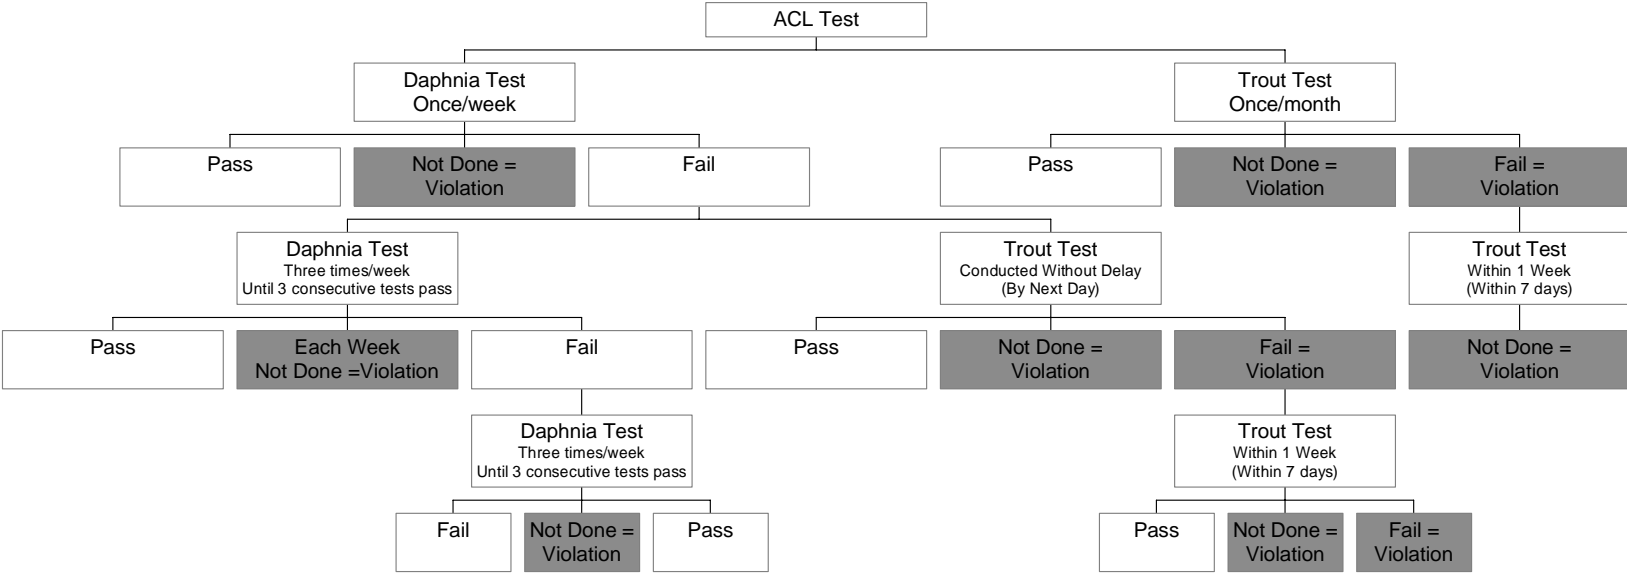 ACL Test
Daphnia Test
Once/week
Trout Test
Once/month
Pass
Not Done =
Violation
Fail
Pass
Not Done =
Violation
Fail =
Violation
Daphnia Test
Three times/week
Until 3 consecutive tests pass
Trout Test
Conducted Without Delay
(By Next Day)
Trout Test
Within 1 Week
(Within 7 days)
Pass
Each Week
Not Done =Violation
Fail
Pass
Not Done =
Violation
Fail =
Violation
Not Done =
Violation
Daphnia Test
Three times/week
Until 3 consecutive tests pass
Trout Test
Within 1 Week
(Within 7 days)
Fail
Not Done =
Violation
Pass
Pass
Not Done =
Violation
Fail =
Violation